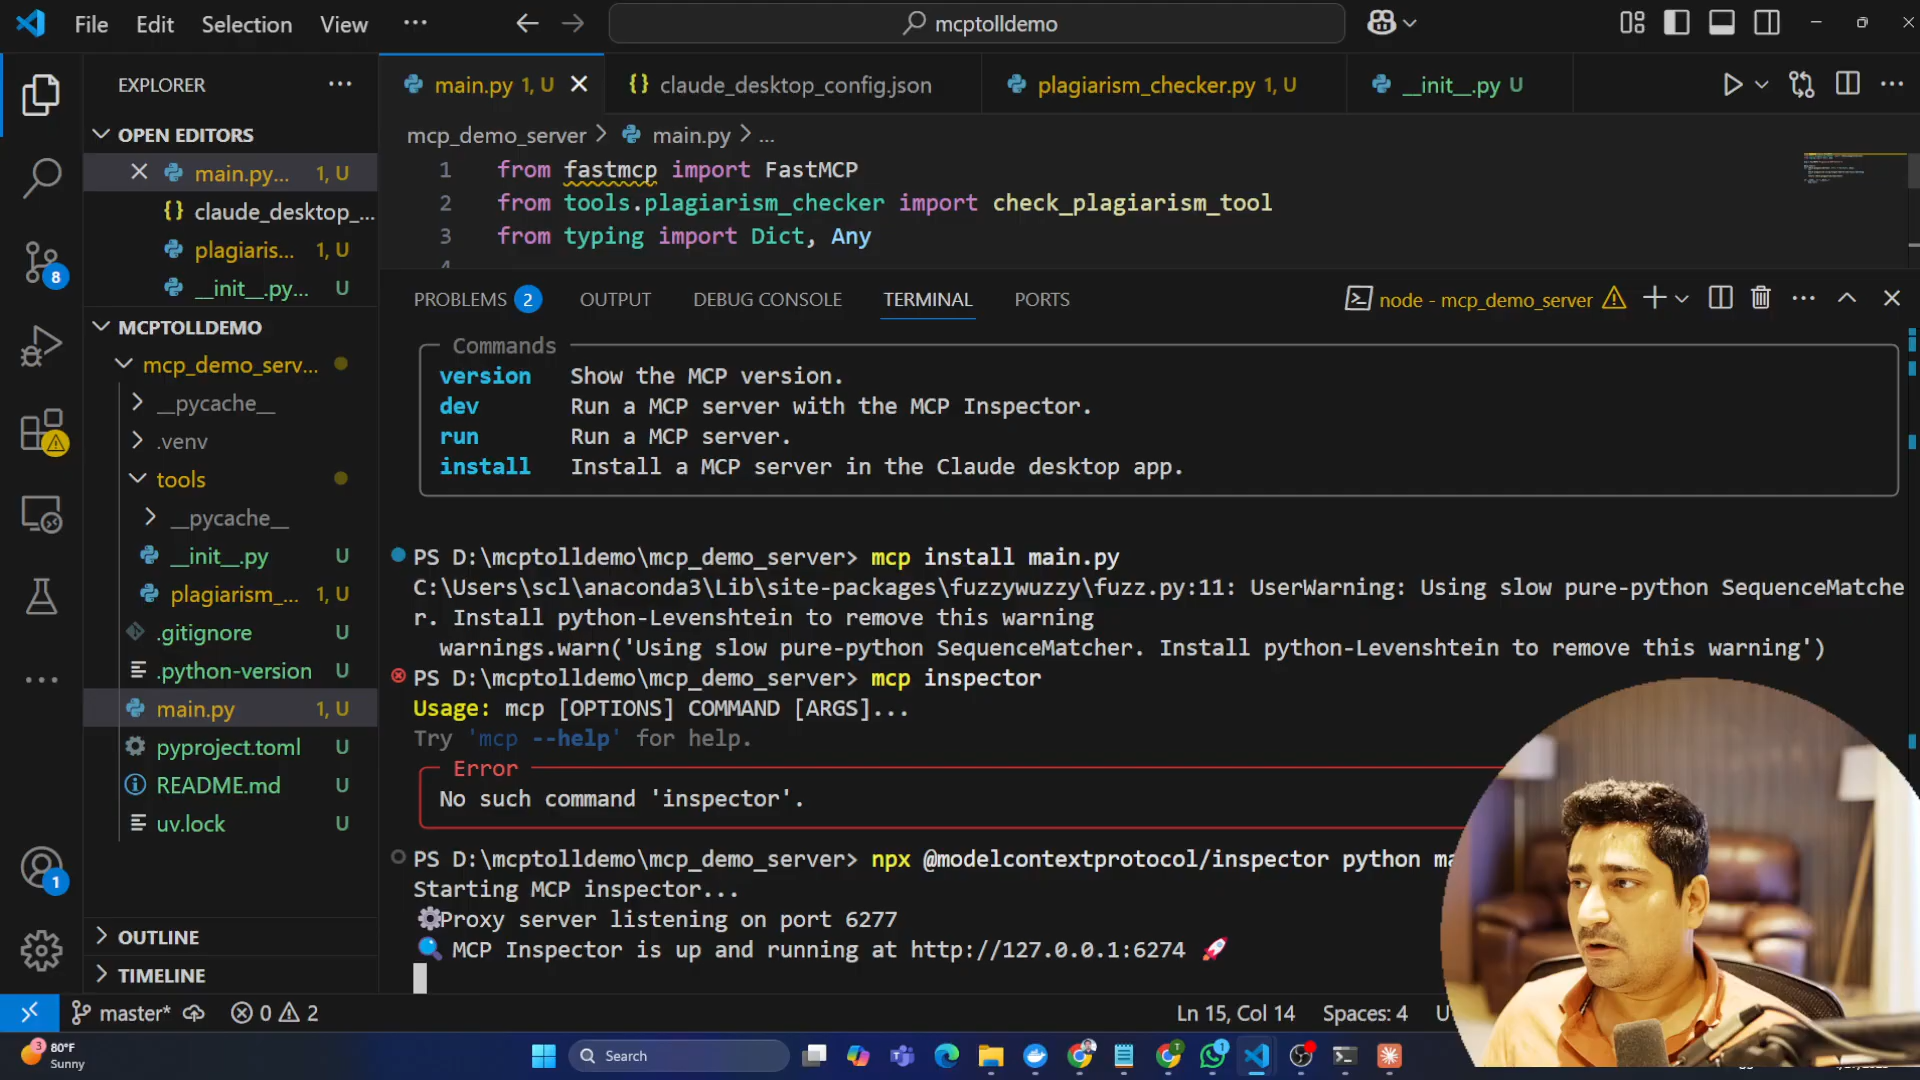 File Edit Selection View ··· mcptolldemo
EXPLORER ···
main.py 1, U
claude_desktop_config.json
plagiarism_checker.py 1, U
__init__.py U
OPEN EDITORS
main.py... 1, U
claude_desktop_...
plagiaris... 1, U
__init__.py... U
MCPTOLLDEMO
mcp_demo_serv...
__pycache__
.venv
tools
__pycache__
__init__.py U
plagiarism_... 1, U
.gitignore U
.python-version U
main.py 1, U
pyproject.toml U
README.md U
uv.lock U
OUTLINE
TIMELINE
8
1
mcp_demo_server > main.py > ...
1 from fastmcp import FastMCP
2 from tools.plagiarism_checker import check_plagiarism_tool
3 from typing import Dict, Any
4
PROBLEMS 2 OUTPUT DEBUG CONSOLE TERMINAL PORTS
node - mcp_demo_server
Commands
version Show the MCP version.
dev Run a MCP server with the MCP Inspector.
run Run a MCP server.
install Install a MCP server in the Claude desktop app.
PS D:\mcptolldemo\mcp_demo_server> mcp install main.py
C:\Users\scl\anaconda3\Lib\site-packages\fuzzywuzzy\fuzz.py:11: UserWarning: Using slow pure-python SequenceMatche
r. Install python-Levenshtein to remove this warning
warnings.warn('Using slow pure-python SequenceMatcher. Install python-Levenshtein to remove this warning')
PS D:\mcptolldemo\mcp_demo_server> mcp inspector
Usage: mcp [OPTIONS] COMMAND [ARGS]...
Try 'mcp --help' for help.
Error
No such command 'inspector'.
PS D:\mcptolldemo\mcp_demo_server> npx @modelcontextprotocol/inspector python ma
Starting MCP inspector...
Proxy server listening on port 6277
MCP Inspector is up and running at http://127.0.0.1:6274
master* 0 2
Ln 15, Col 14 Spaces: 4 U
3
80°F
Sunny
Search